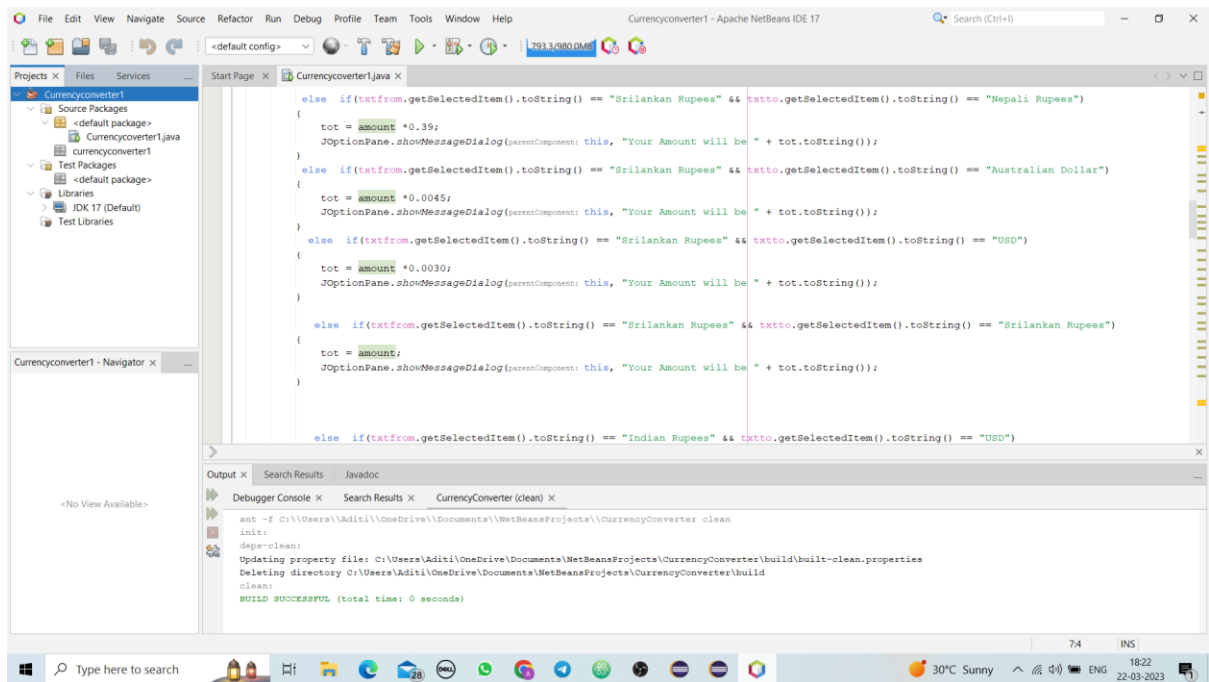 File Edit View Navigate Source Refactor Run Debug Profile Team Tools Window Help Currencyconverter1 - Apache NetBeans IDE 17 Search (Ctrl+I)
<default config> 793.3/980.0MB
Projects Files Services
Start Page Currencycoverter1.java
Currencyconverter1
Source Packages
<default package>
Currencycoverter1.java
currencyconverter1
Test Packages
<default package>
Libraries
JDK 17 (Default)
Test Libraries
else if(txtfrom.getSelectedItem().toString() == "Srilankan Rupees" && txtto.getSelectedItem().toString() == "Nepali Rupees")
{
tot = amount *0.39;
JOptionPane.showMessageDialog(parentComponent: this, "Your Amount will be " + tot.toString());
}
else if(txtfrom.getSelectedItem().toString() == "Srilankan Rupees" && txtto.getSelectedItem().toString() == "Australian Dollar")
{
tot = amount *0.0045;
JOptionPane.showMessageDialog(parentComponent: this, "Your Amount will be " + tot.toString());
}
else if(txtfrom.getSelectedItem().toString() == "Srilankan Rupees" && txtto.getSelectedItem().toString() == "USD")
{
tot = amount *0.0030;
JOptionPane.showMessageDialog(parentComponent: this, "Your Amount will be " + tot.toString());
}
else if(txtfrom.getSelectedItem().toString() == "Srilankan Rupees" && txtto.getSelectedItem().toString() == "Srilankan Rupees")
{
tot = amount;
JOptionPane.showMessageDialog(parentComponent: this, "Your Amount will be " + tot.toString());
}
else if(txtfrom.getSelectedItem().toString() == "Indian Rupees" && txtto.getSelectedItem().toString() == "USD")
Currencyconverter1 - Navigator
<No View Available>
Output Search Results Javadoc
Debugger Console Search Results CurrencyConverter (clean)
ant -f C:\\Users\\Aditi\\OneDrive\\Documents\\NetBeansProjects\\CurrencyConverter clean
init:
deps-clean:
Updating property file: C:\Users\Aditi\OneDrive\Documents\NetBeansProjects\CurrencyConverter\build\built-clean.properties
Deleting directory C:\Users\Aditi\OneDrive\Documents\NetBeansProjects\CurrencyConverter\build
clean:
BUILD SUCCESSFUL (total time: 0 seconds)
7:4 INS
Type here to search 28 DELL 30°C Sunny ENG 18:22
22-03-2023